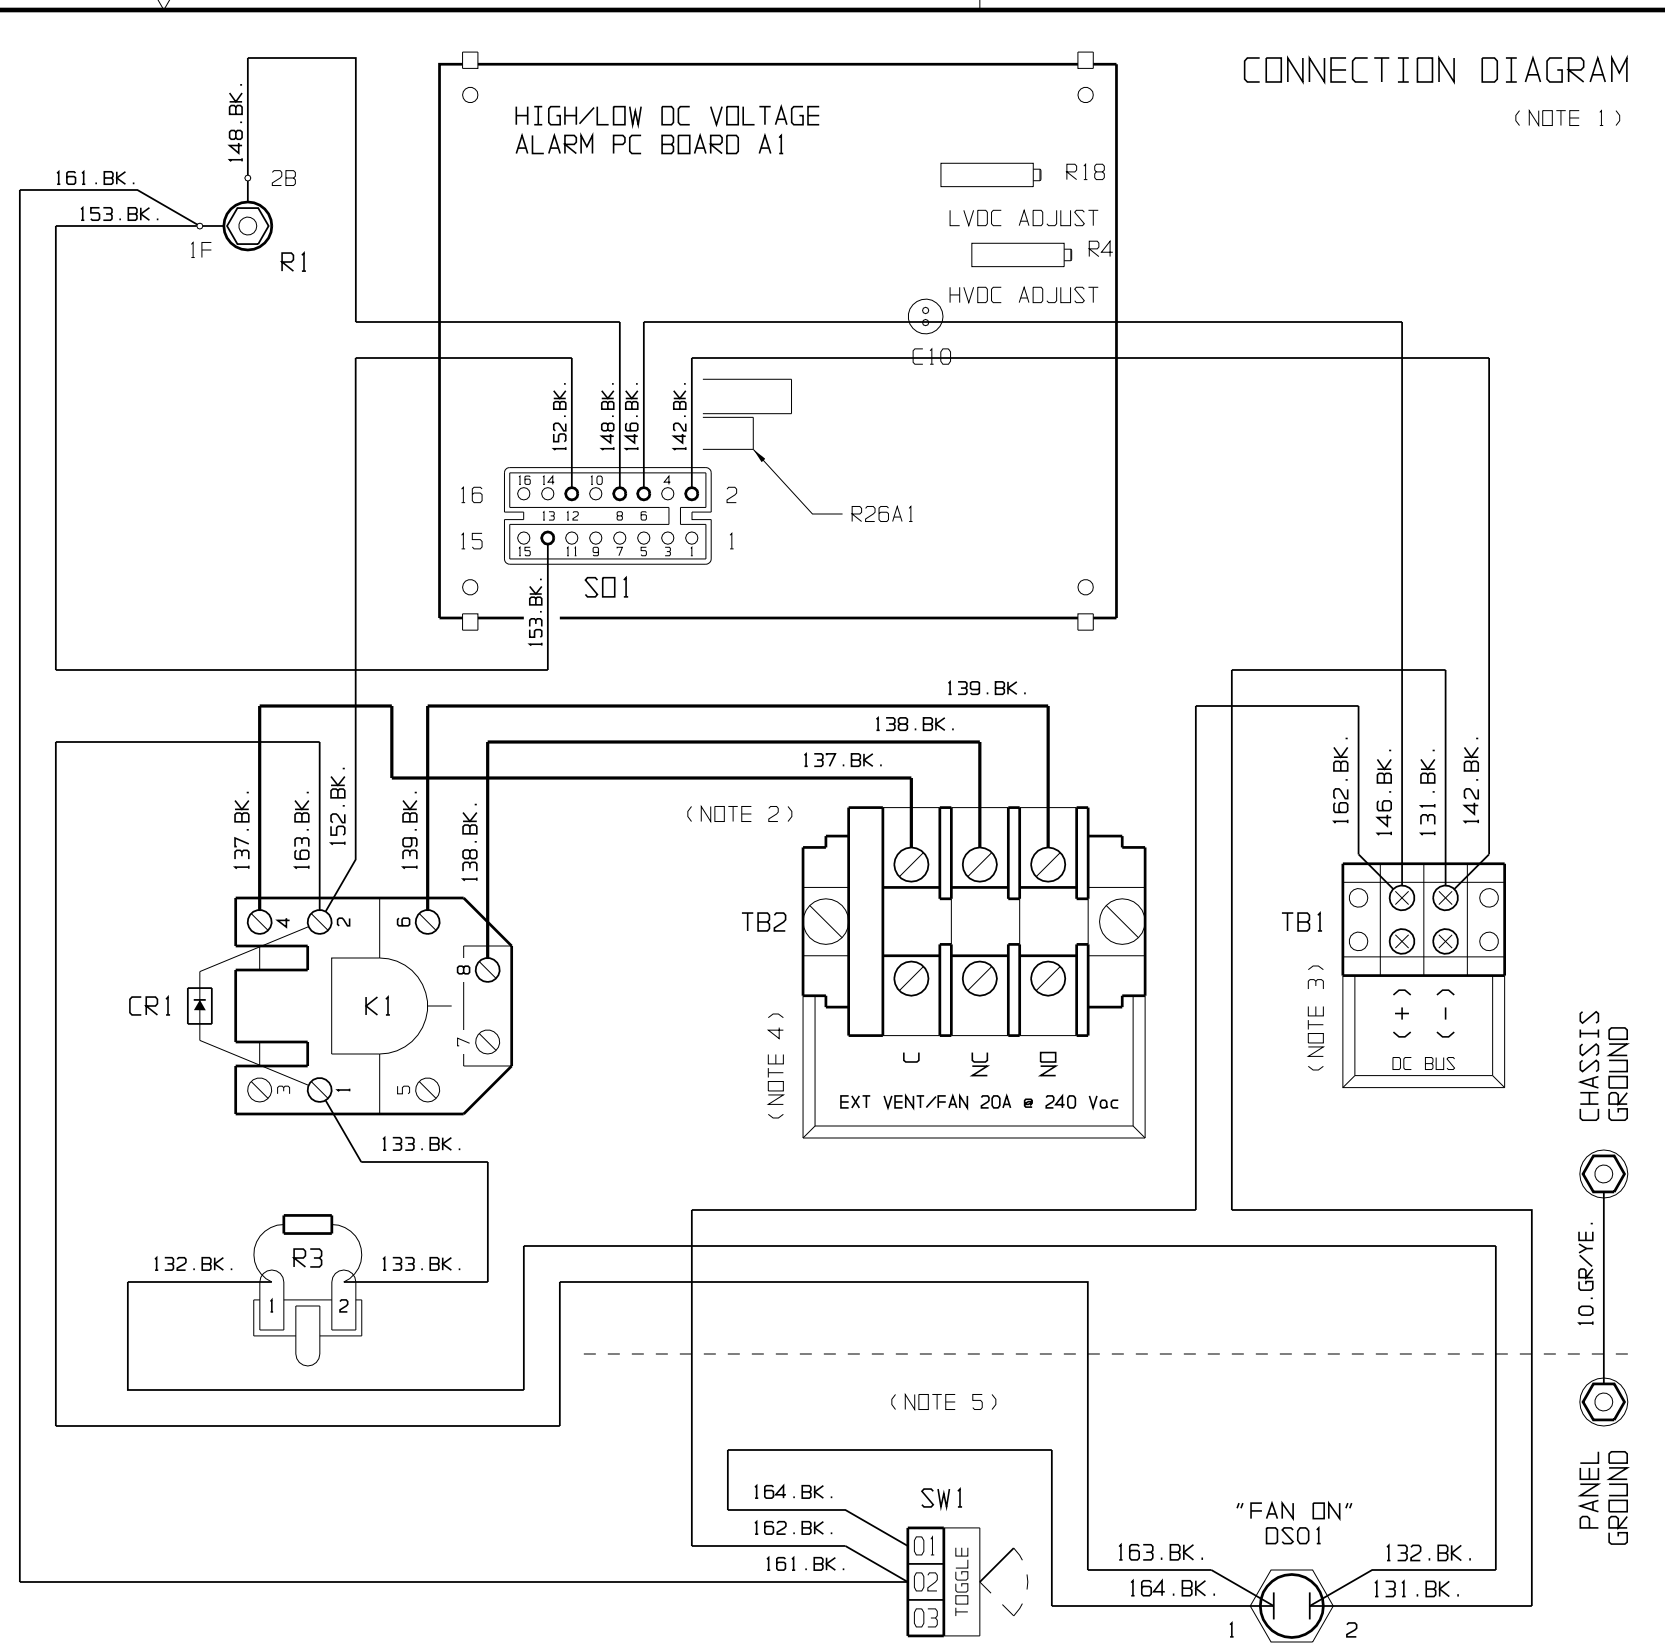 CONNECTION DIAGRAM
(NOTE 1)
HIGH/LOW DC VOLTAGE
ALARM PC BOARD A1
148.BK.
2B
161.BK.
153.BK.
1F
R1
R18
LVDC ADJUST
R4
HVDC ADJUST
E10
152.BK.
148.BK.
146.BK.
142.BK.
R26A1
16
16 14 10 4
2
13 12 8 6
15
15 11 9 7 5 3 1
1
SO1
153.BK.
139.BK.
138.BK.
137.BK.
(NOTE 2)
137.BK.
163.BK.
152.BK.
139.BK.
138.BK.
162.BK.
146.BK.
131.BK.
142.BK.
4
2
6
8
TB2
TB1
CR1
K1
7
3
1
5
(NOTE 4)
C
NC
NO
EXT VENT/FAN 20A @ 240 Vac
(NOTE 3)
(+)
(-)
DC BUS
CHASSIS
GROUND
133.BK.
132.BK.
R3
133.BK.
1
2
10.GR/YE.
(NOTE 5)
PANEL
GROUND
164.BK.
162.BK.
161.BK.
SW1
01
02
03
TOGGLE
"FAN ON"
DS01
163.BK.
164.BK.
132.BK.
131.BK.
1
2